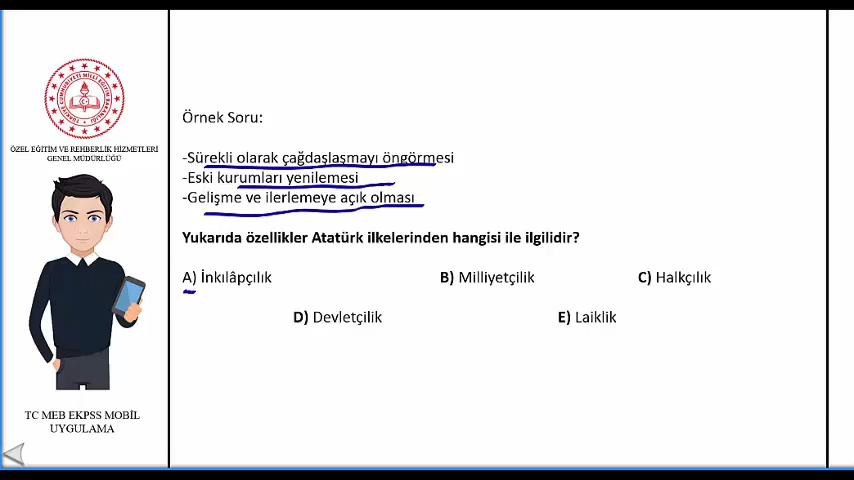 ÖZEL EĞİTİM VE REHBERLİK HİZMETLERİ
GENEL MÜDÜRLÜĞÜ
TC MEB EKPSS MOBİL
UYGULAMA
Örnek Soru:
-Sürekli olarak çağdaşlaşmayı öngörmesi
-Eski kurumları yenilemesi
-Gelişme ve ilerlemeye açık olması
Yukarıda özellikler Atatürk ilkelerinden hangisi ile ilgilidir?
A) İnkılâpçılık B) Milliyetçilik C) Halkçılık
D) Devletçilik E) Laiklik